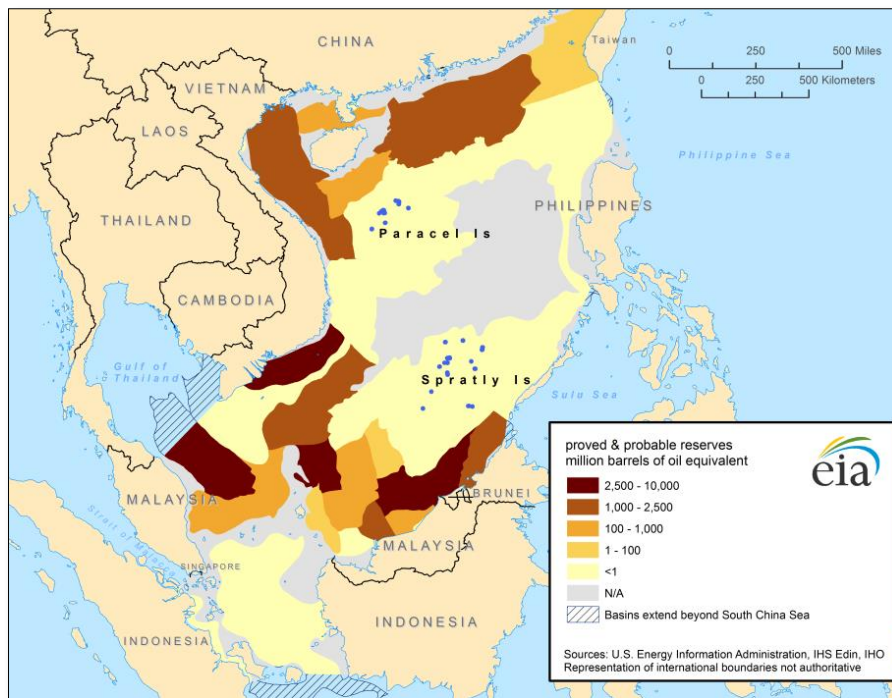 CHINA
Taiwan
0 250 500 Miles
0 250 500 Kilometers
VIETNAM
LAOS
Philippine Sea
THAILAND
PHILIPPINES
Paracel Is
CAMBODIA
Gulf of
Thailand
Spratly Is
Sulu Sea
MALAYSIA
BRUNEI
Strait of Malacca
MALAYSIA
SINGAPORE
INDONESIA
INDONESIA
proved & probable reserves
million barrels of oil equivalent
eia
2,500 - 10,000
1,000 - 2,500
100 - 1,000
1 - 100
<1
N/A
Basins extend beyond South China Sea
Sources: U.S. Energy Information Administration, IHS Edin, IHO
Representation of international boundaries not authoritative